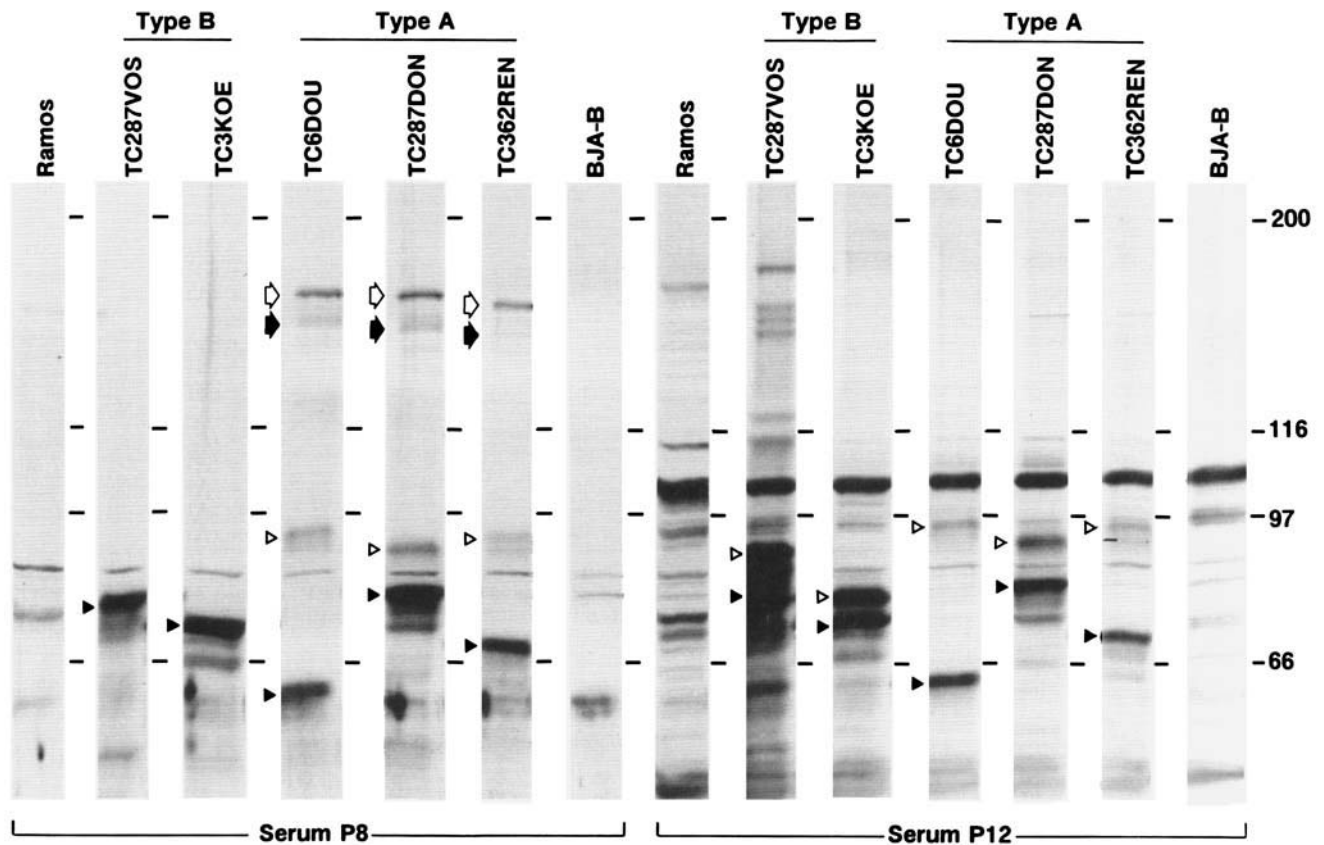 Type B
Type A
Type B
Type A
Ramos
TC287VOS
TC3KOE
TC6DOU
TC287DON
TC362REN
BJA-B
Ramos
TC287VOS
TC3KOE
TC6DOU
TC287DON
TC362REN
BJA-B
200
116
97
66
Serum P8
Serum P12